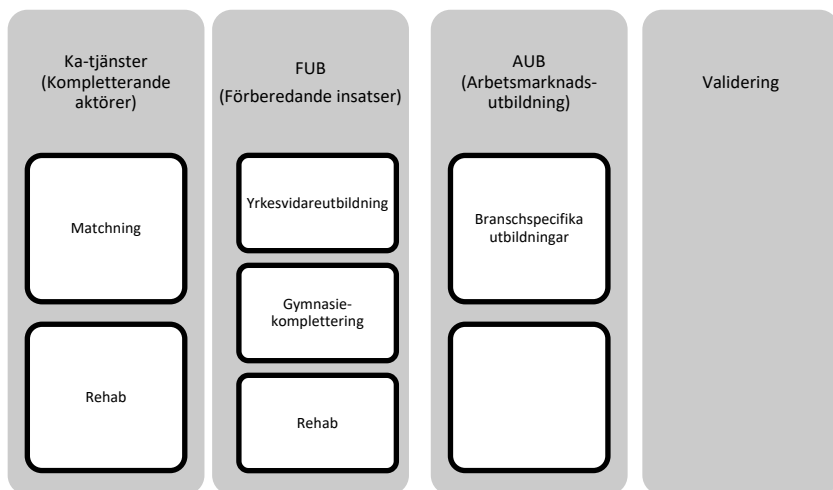 Ka-tjänster
(Kompletterande
aktörer)
Matchning
Rehab
FUB
(Förberedande insatser)
Yrkesvidareutbildning
Gymnasie-
komplettering
Rehab
AUB
(Arbetsmarknads-
utbildning)
Branschspecifika
utbildningar
Validering